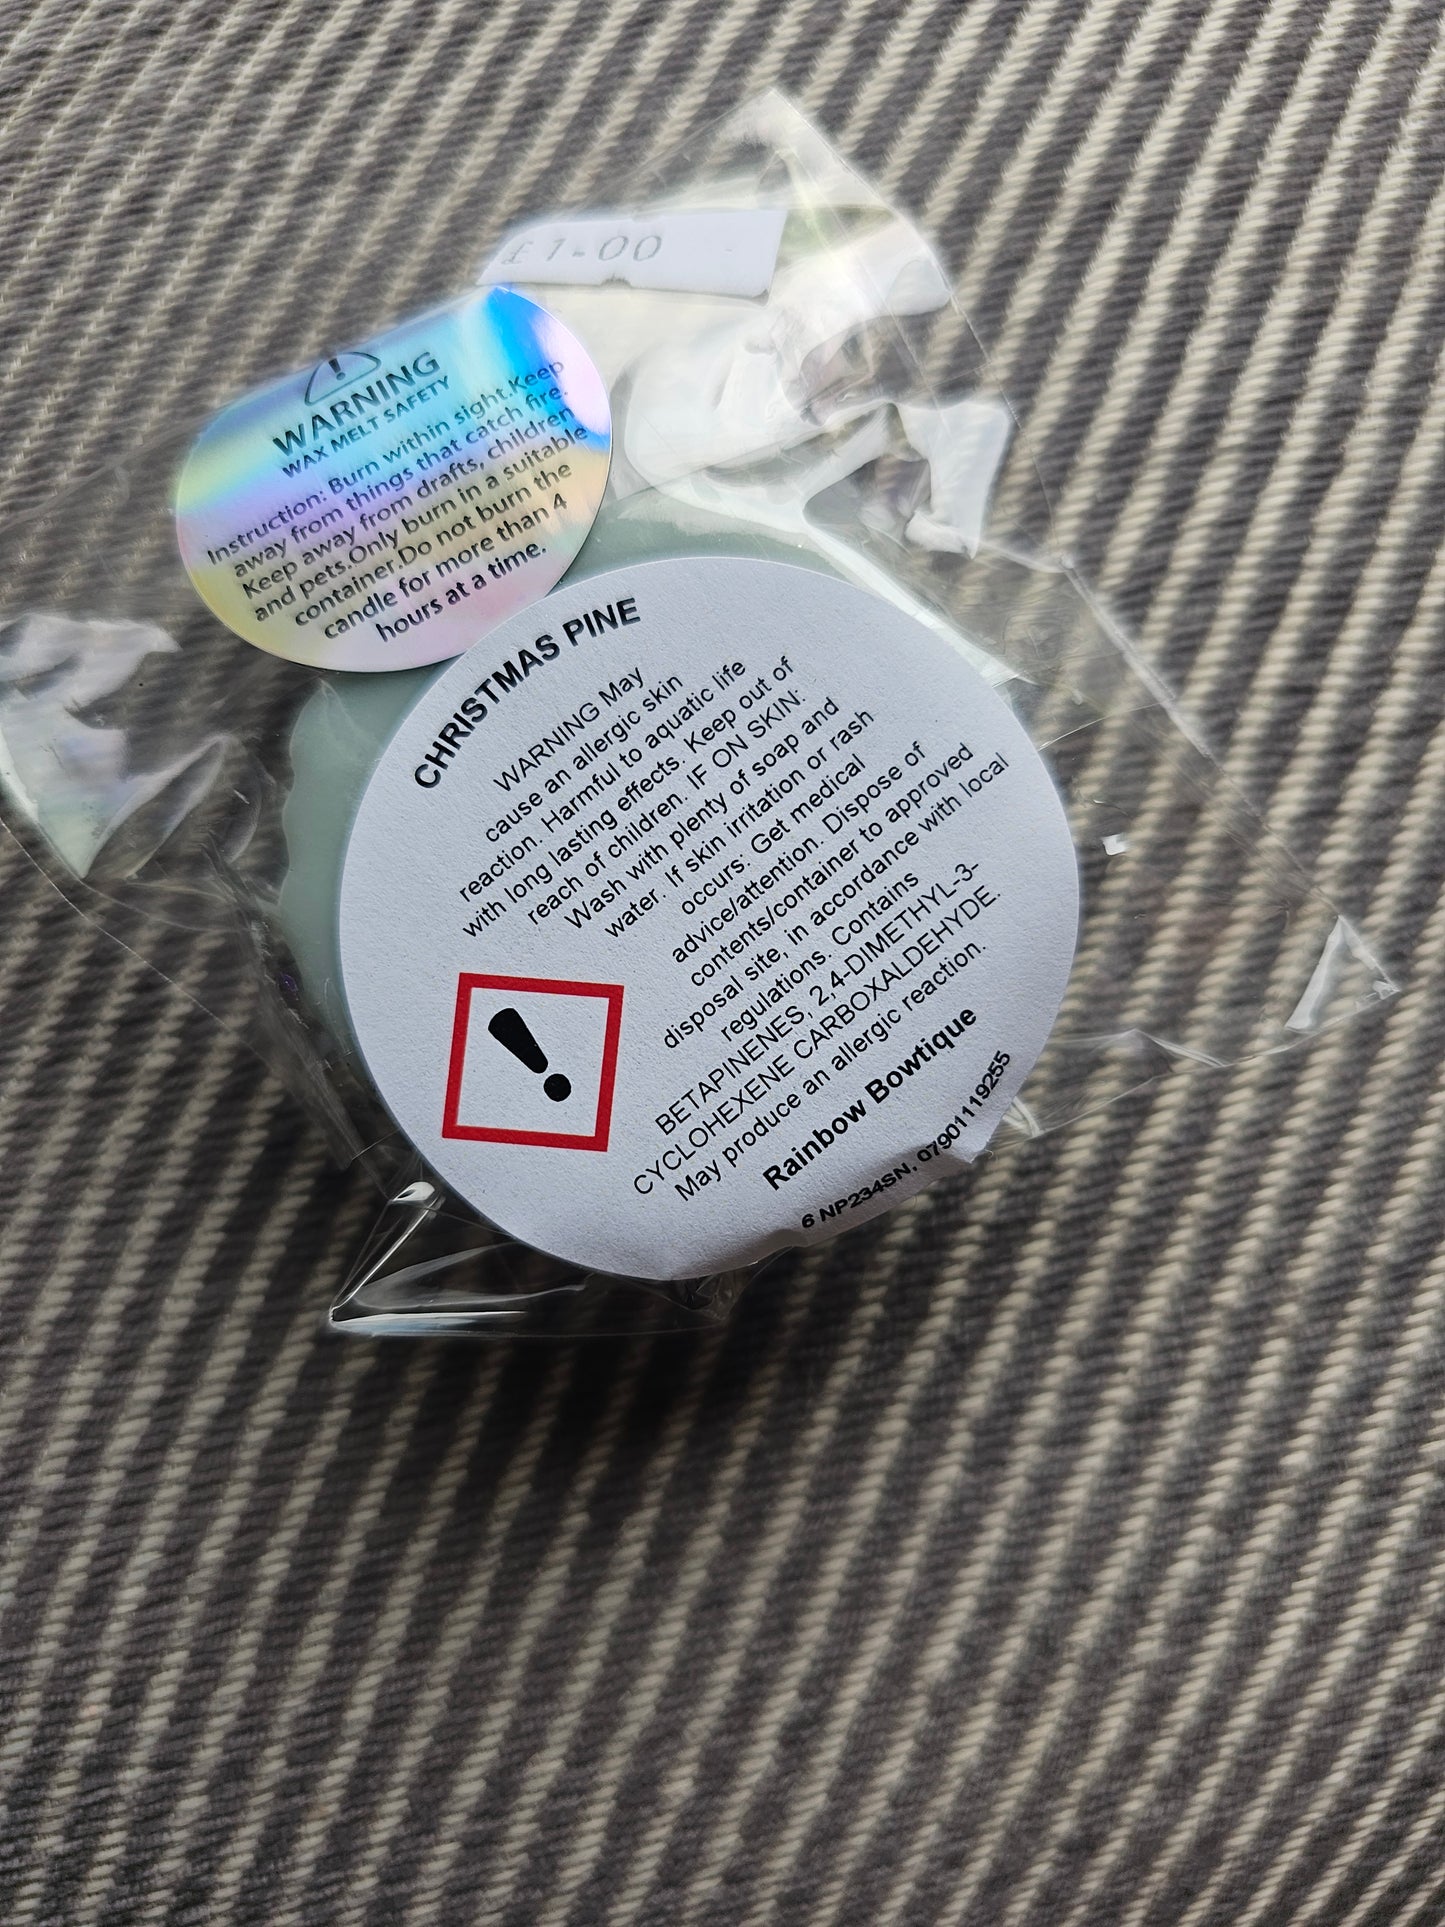 £1.00
WARNING
WAX MELT SAFETY
Instruction: Burn within sight.Keep
away from things that catch fire.
Keep away from drafts, children
and pets.Only burn in a suitable
container.Do not burn the
candle for more than 4
hours at a time.
CHRISTMAS PINE
WARNING May
cause an allergic skin
reaction. Harmful to aquatic life
with long lasting effects. Keep out of
reach of children. IF ON SKIN:
Wash with plenty of soap and
water. If skin irritation or rash
occurs. Get medical
advice/attention. Dispose of
contents/container to approved
disposal site, in accordance with local
regulations. Contains
BETAPINENES, 2,4-DIMETHYL-3-
CYCLOHEXENE CARBOXALDEHYDE.
May produce an allergic reaction.
Rainbow Bowtique
6 NP234SN, 07901119255